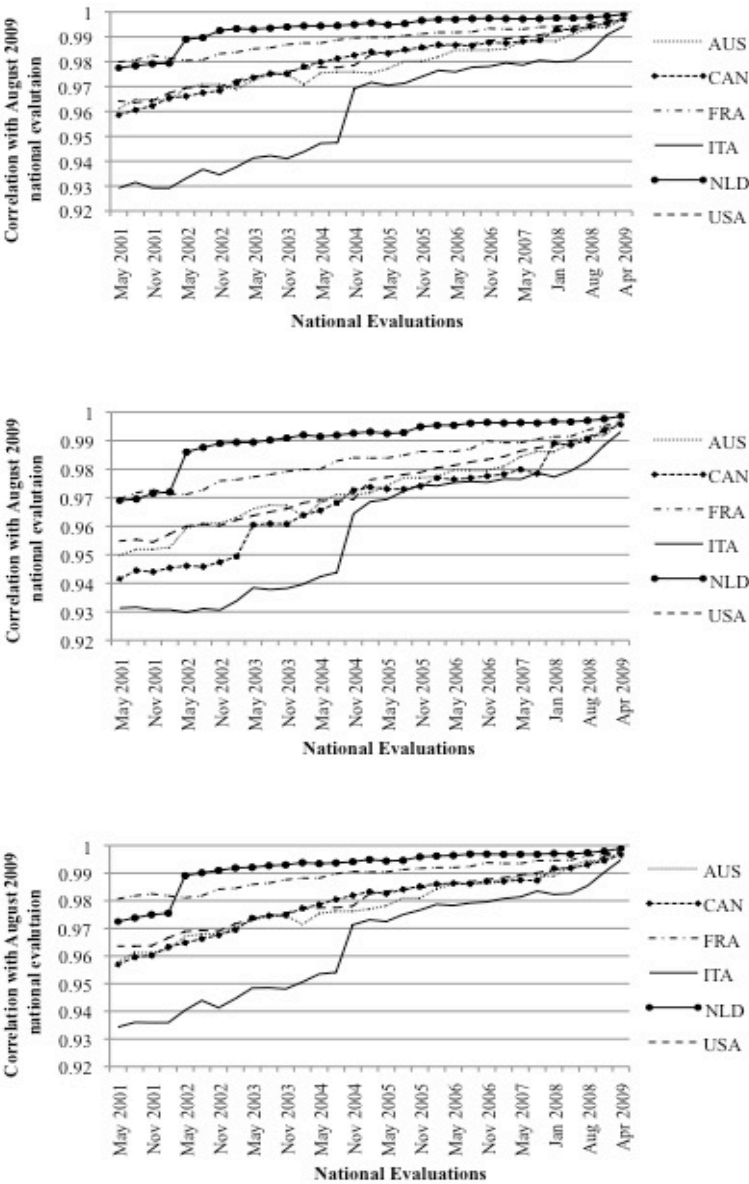 Correlation with August 2009
national evalutaion
1
0.99
0.98
0.97
0.96
0.95
0.94
0.93
0.92
May 2001
Nov 2001
May 2002
Nov 2002
May 2003
Nov 2003
May 2004
Nov 2004
May 2005
Nov 2005
May 2006
Nov 2006
May 2007
Jan 2008
Aug 2008
Apr 2009
National Evaluations
AUS
CAN
FRA
ITA
NLD
USA
Correlation with August 2009
national evalutaion
1
0.99
0.98
0.97
0.96
0.95
0.94
0.93
0.92
May 2001
Nov 2001
May 2002
Nov 2002
May 2003
Nov 2003
May 2004
Nov 2004
May 2005
Nov 2005
May 2006
Nov 2006
May 2007
Jan 2008
Aug 2008
Apr 2009
National Evaluations
AUS
CAN
FRA
ITA
NLD
USA
Correlation with August 2009
national evalutaion
1
0.99
0.98
0.97
0.96
0.95
0.94
0.93
0.92
May 2001
Nov 2001
May 2002
Nov 2002
May 2003
Nov 2003
May 2004
Nov 2004
May 2005
Nov 2005
May 2006
Nov 2006
May 2007
Jan 2008
Aug 2008
Apr 2009
National Evaluations
AUS
CAN
FRA
ITA
NLD
USA